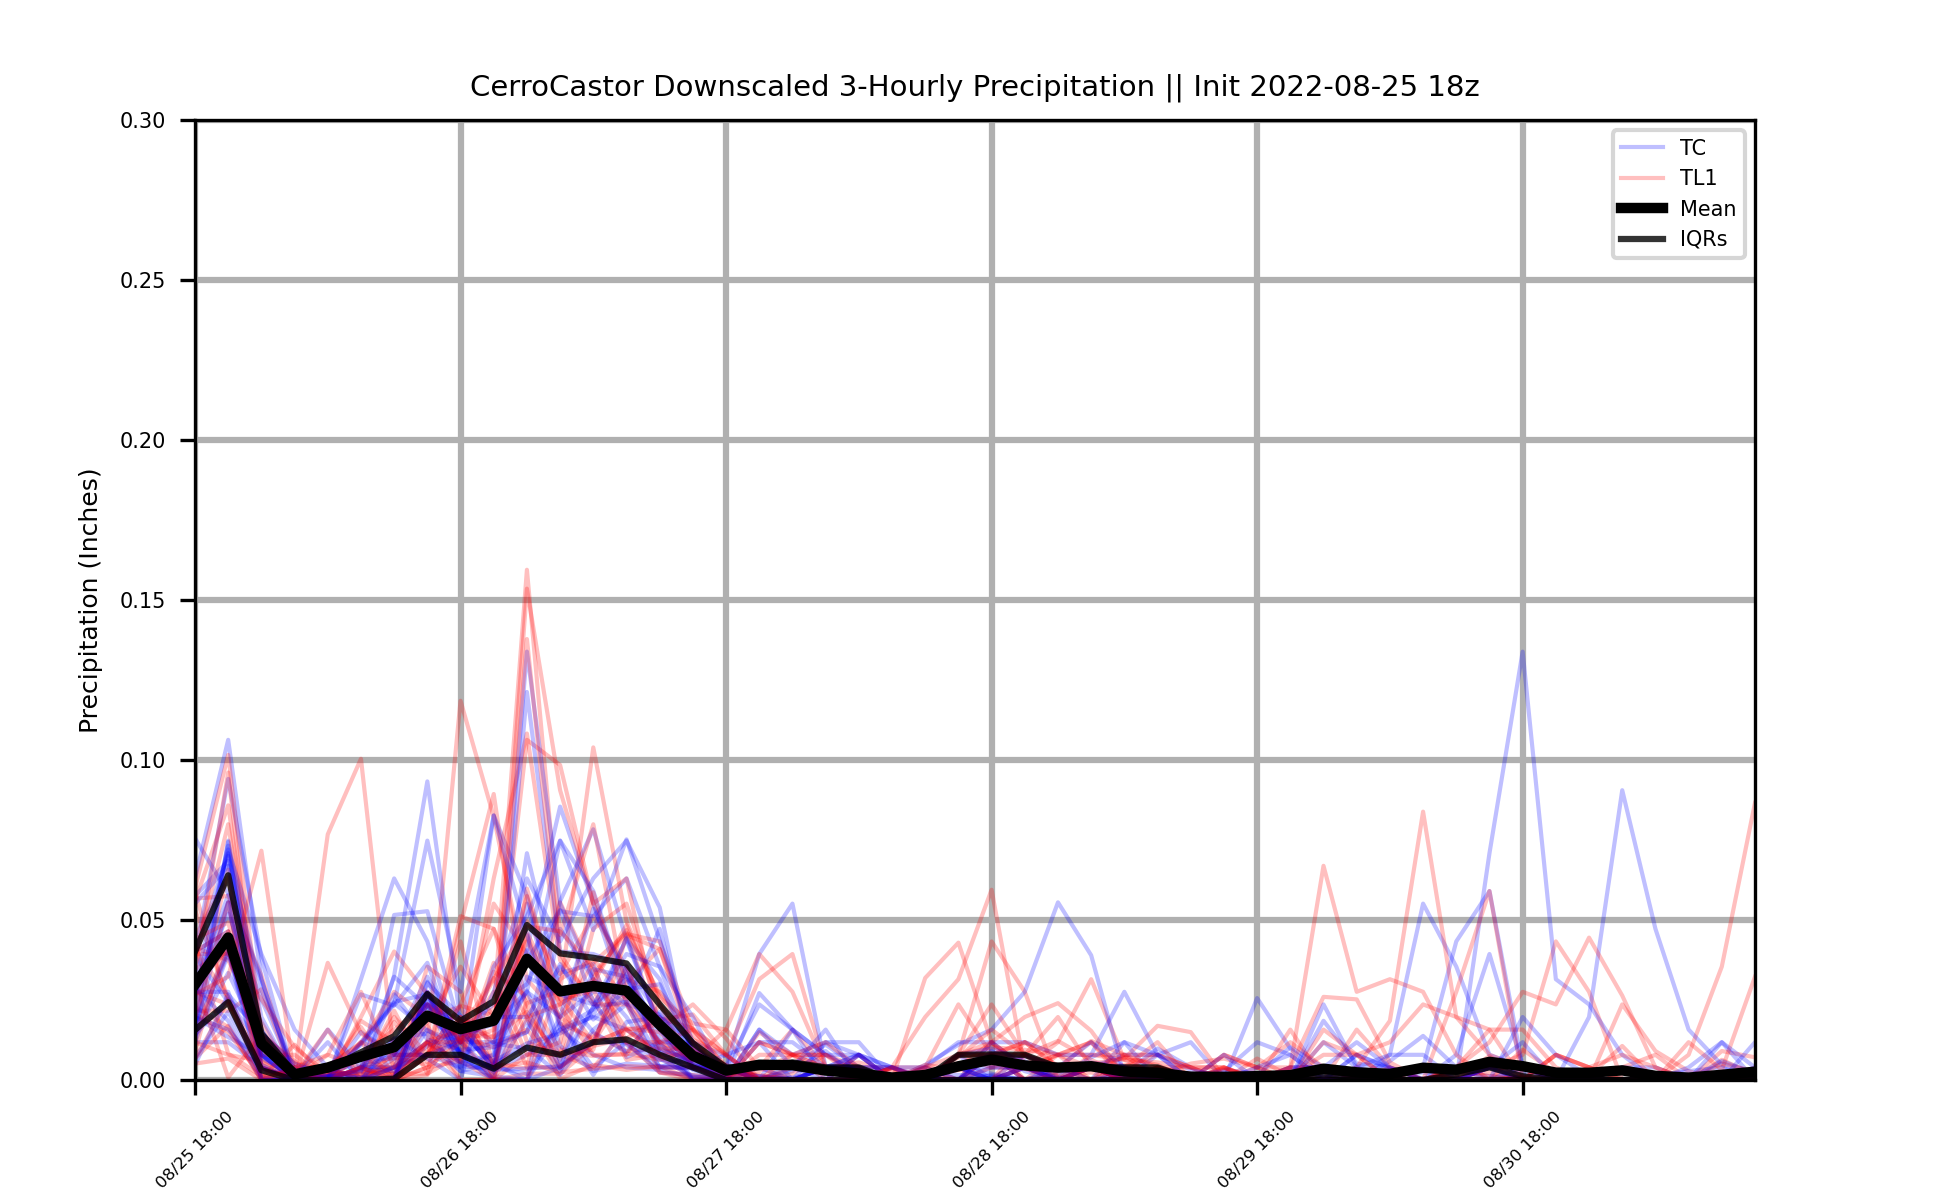 CerroCastor Downscaled 3-Hourly Precipitation || Init 2022-08-25 18z
TC
TL1
Mean
IQRs
Precipitation (Inches)
0.30
0.25
0.20
0.15
0.10
0.05
0.00
08/25 18:00
08/26 18:00
08/27 18:00
08/28 18:00
08/29 18:00
08/30 18:00